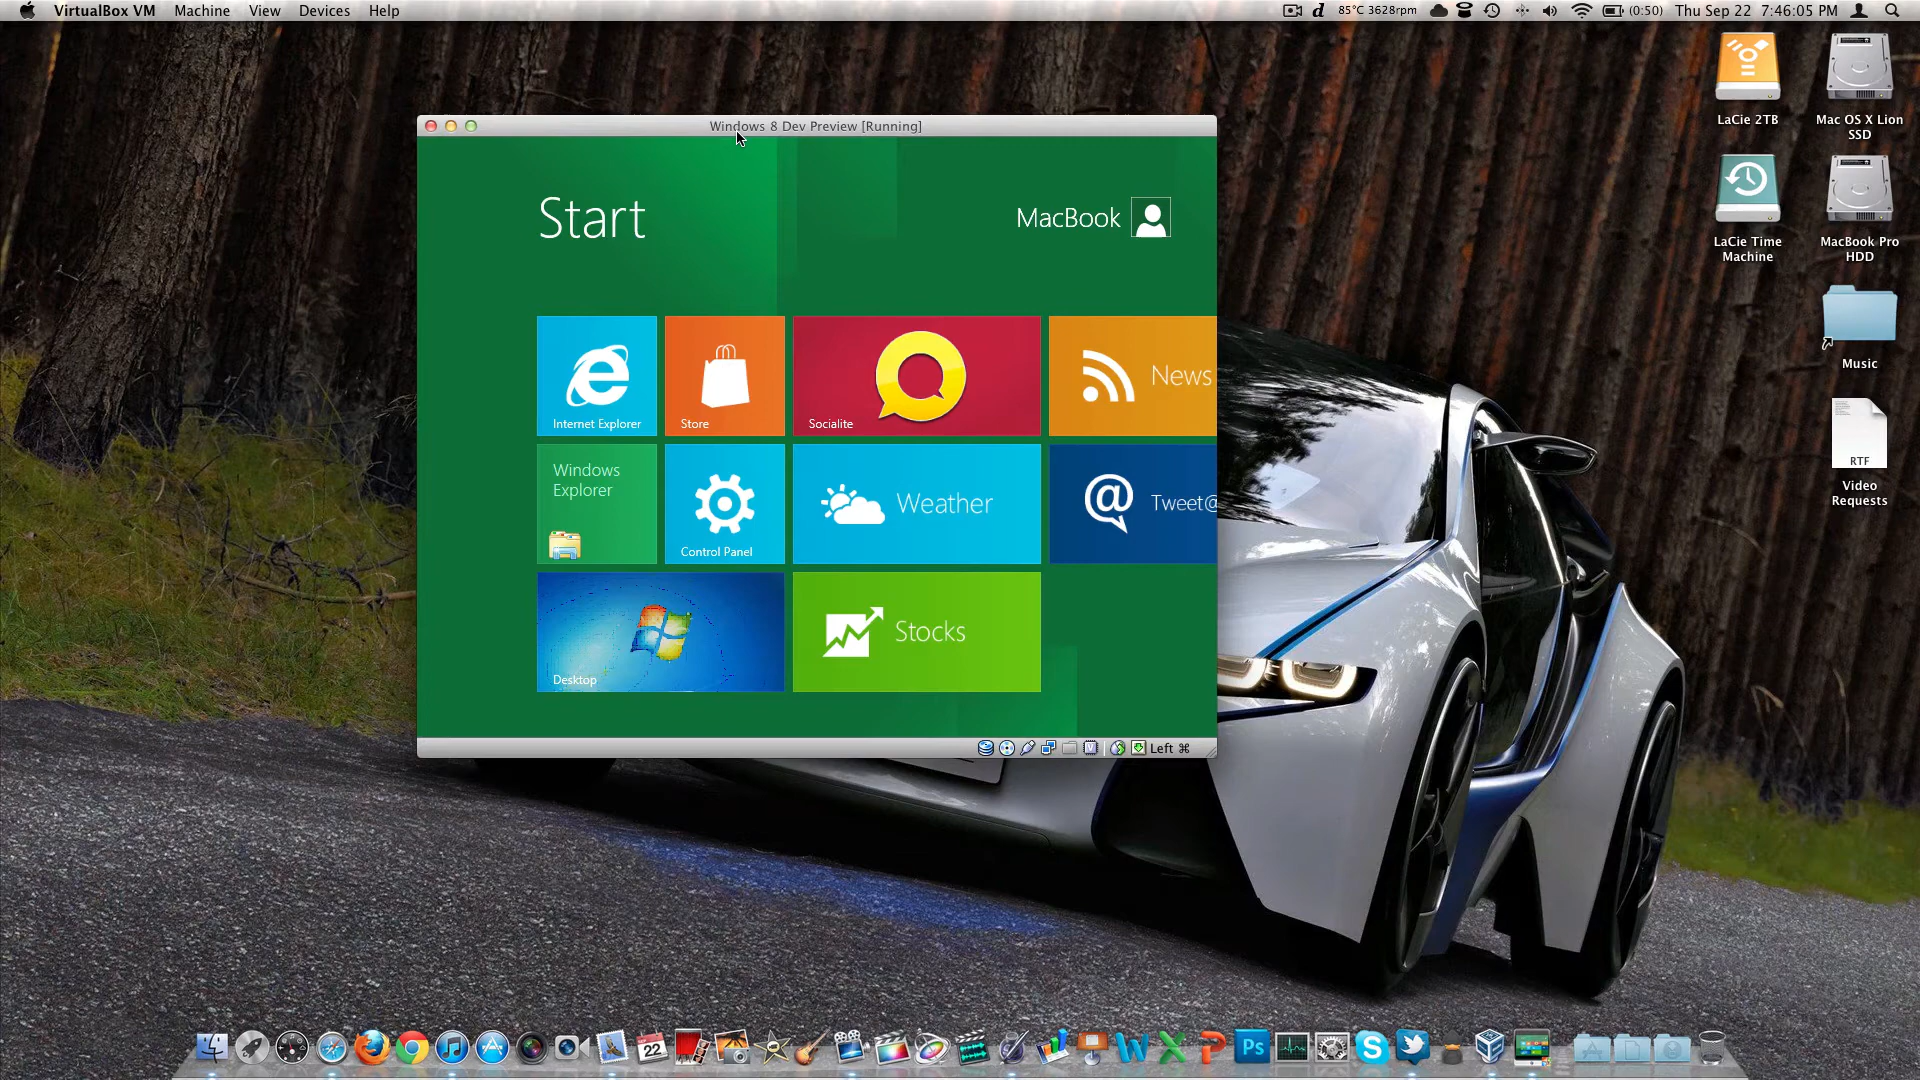 VirtualBox VM Machine View Devices Help
85°C 3628rpm (0:50) Thu Sep 22 7:46:05 PM
Windows 8 Dev Preview [Running]
Start
MacBook
Internet Explorer
Store
Socialite
News
Windows
Explorer
Control Panel
Weather
Tweet@
Desktop
Stocks
Left ⌘
LaCie 2TB
Mac OS X Lion
SSD
LaCie Time
Machine
MacBook Pro
HDD
Music
RTF
Video
Requests
22
Ps